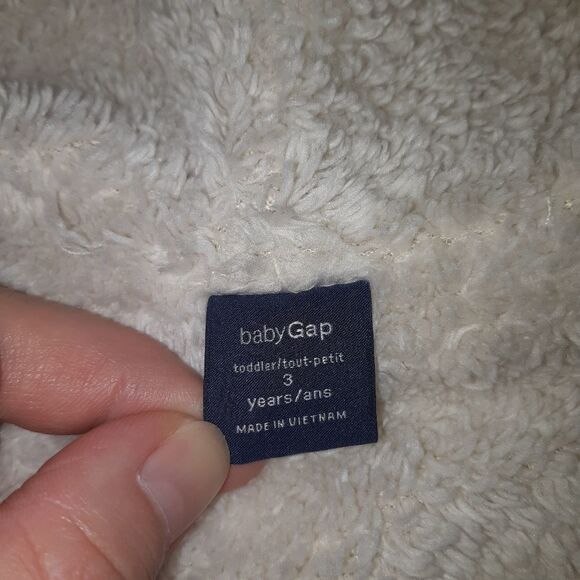 babyGap
toddler/tout-petit
3
years/ans
MADE IN VIETNAM